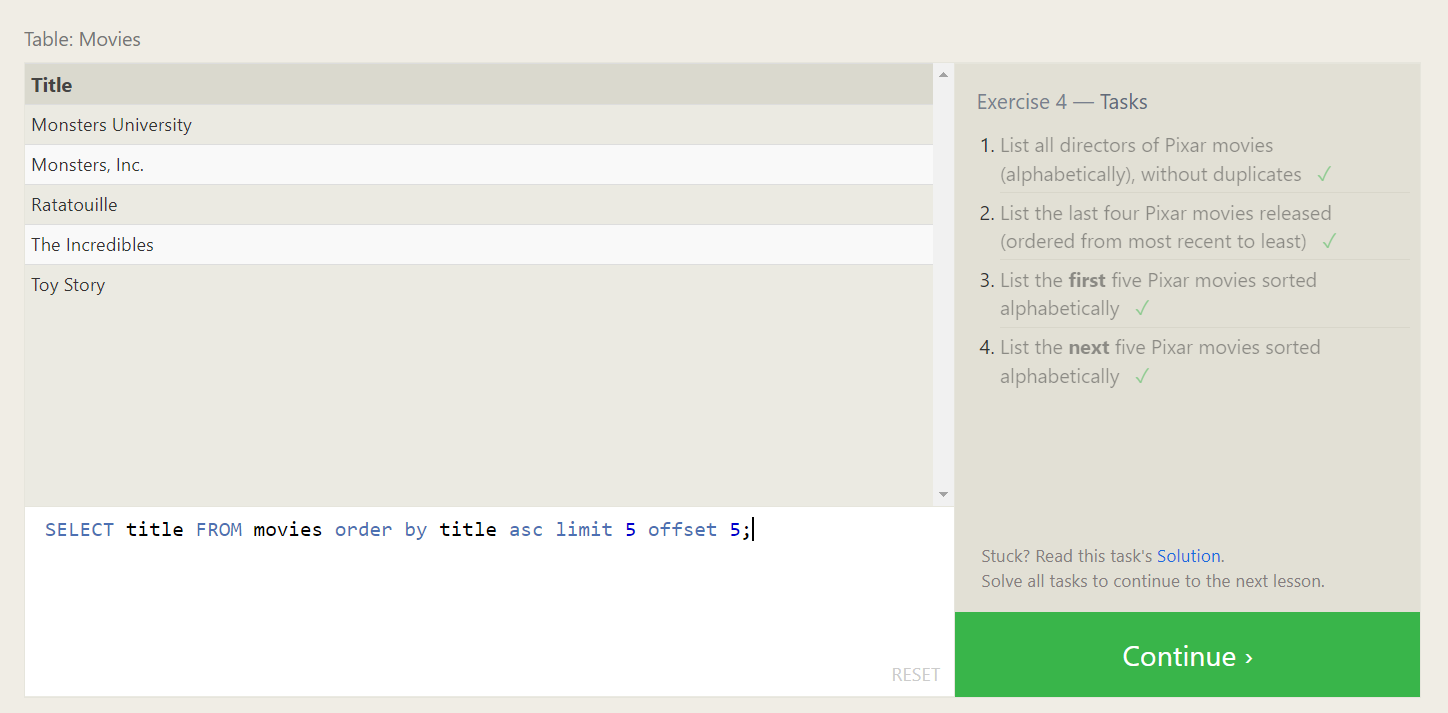 Table: Movies
Title
Monsters University
Monsters, Inc.
Ratatouille
The Incredibles
Toy Story
SELECT title FROM movies order by title asc limit 5 offset 5;
RESET
Exercise 4 — Tasks
1. List all directors of Pixar movies
(alphabetically), without duplicates ✓
2. List the last four Pixar movies released
(ordered from most recent to least) ✓
3. List the first five Pixar movies sorted
alphabetically ✓
4. List the next five Pixar movies sorted
alphabetically ✓
Stuck? Read this task's Solution.
Solve all tasks to continue to the next lesson.
Continue ›